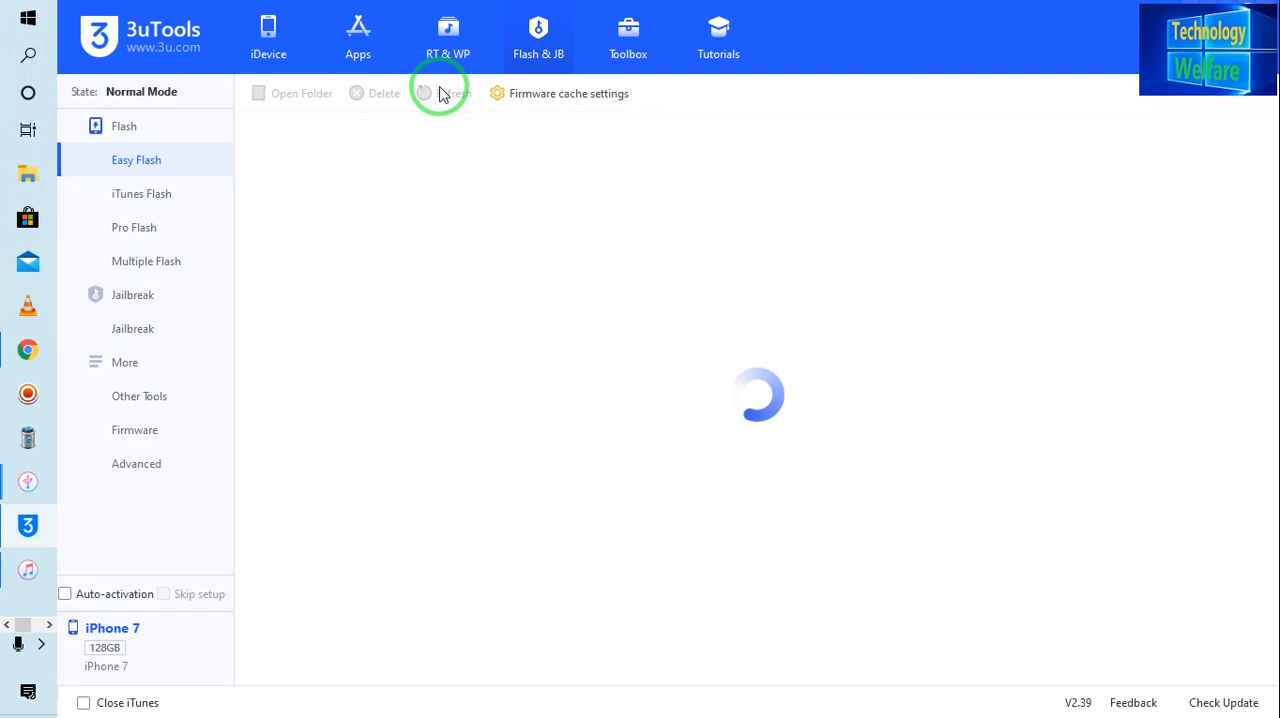 3uTools
www.3u.com
iDevice
Apps
RT & WP
Flash & JB
Toolbox
Tutorials
Technology
Welfare
State: Normal Mode
Open Folder
Delete
Refresh
Firmware cache settings
Flash
Easy Flash
iTunes Flash
Pro Flash
Multiple Flash
Jailbreak
Jailbreak
More
Other Tools
Firmware
Advanced
Auto-activation
Skip setup
iPhone 7
128GB
iPhone 7
Close iTunes
V2.39
Feedback
Check Update